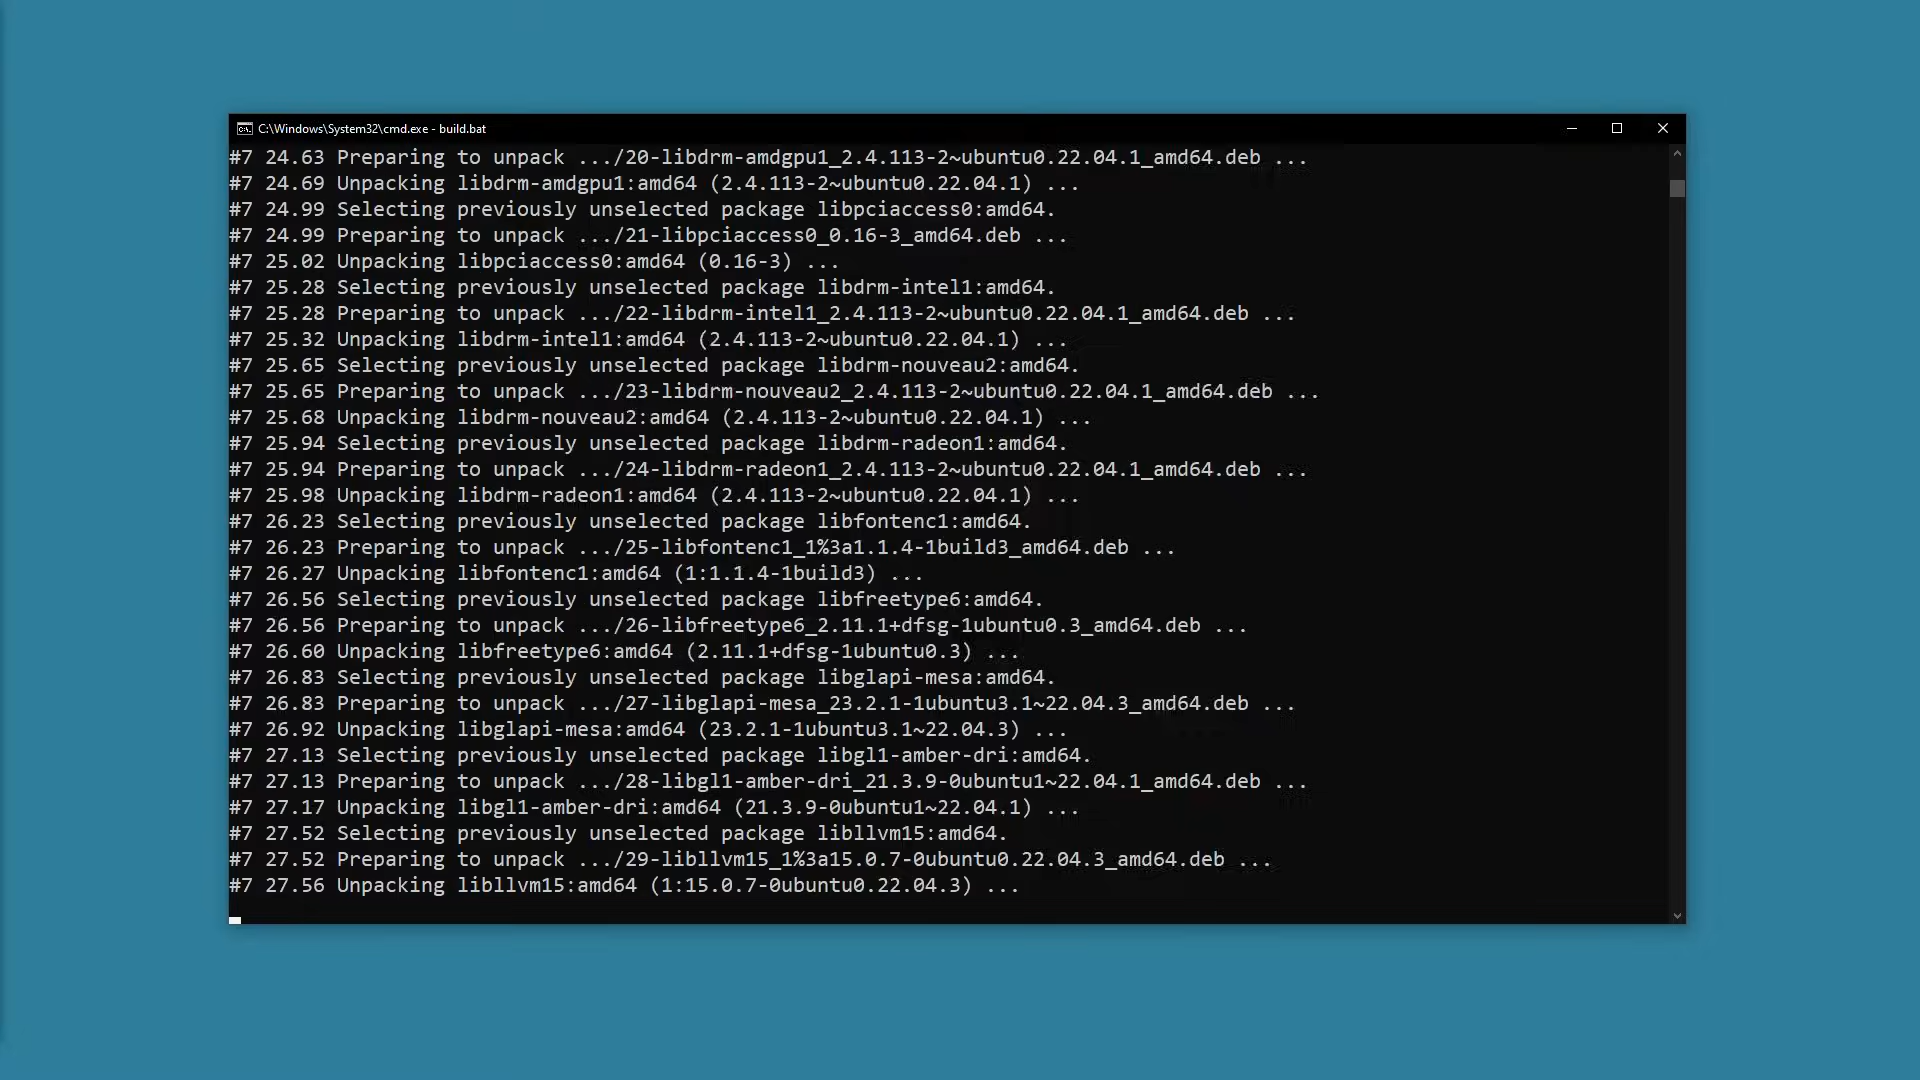 C:\Windows\System32\cmd.exe - build.bat
#7 24.63 Preparing to unpack .../20-libdrm-amdgpu1_2.4.113-2~ubuntu0.22.04.1_amd64.deb ...
#7 24.69 Unpacking libdrm-amdgpu1:amd64 (2.4.113-2~ubuntu0.22.04.1) ...
#7 24.99 Selecting previously unselected package libpciaccess0:amd64.
#7 24.99 Preparing to unpack .../21-libpciaccess0_0.16-3_amd64.deb ...
#7 25.02 Unpacking libpciaccess0:amd64 (0.16-3) ...
#7 25.28 Selecting previously unselected package libdrm-intel1:amd64.
#7 25.28 Preparing to unpack .../22-libdrm-intel1_2.4.113-2~ubuntu0.22.04.1_amd64.deb ...
#7 25.32 Unpacking libdrm-intel1:amd64 (2.4.113-2~ubuntu0.22.04.1) ...
#7 25.65 Selecting previously unselected package libdrm-nouveau2:amd64.
#7 25.65 Preparing to unpack .../23-libdrm-nouveau2_2.4.113-2~ubuntu0.22.04.1_amd64.deb ...
#7 25.68 Unpacking libdrm-nouveau2:amd64 (2.4.113-2~ubuntu0.22.04.1) ...
#7 25.94 Selecting previously unselected package libdrm-radeon1:amd64.
#7 25.94 Preparing to unpack .../24-libdrm-radeon1_2.4.113-2~ubuntu0.22.04.1_amd64.deb ...
#7 25.98 Unpacking libdrm-radeon1:amd64 (2.4.113-2~ubuntu0.22.04.1) ...
#7 26.23 Selecting previously unselected package libfontenc1:amd64.
#7 26.23 Preparing to unpack .../25-libfontenc1_1%3a1.1.4-1build3_amd64.deb ...
#7 26.27 Unpacking libfontenc1:amd64 (1:1.1.4-1build3) ...
#7 26.56 Selecting previously unselected package libfreetype6:amd64.
#7 26.56 Preparing to unpack .../26-libfreetype6_2.11.1+dfsg-1ubuntu0.3_amd64.deb ...
#7 26.60 Unpacking libfreetype6:amd64 (2.11.1+dfsg-1ubuntu0.3) ...
#7 26.83 Selecting previously unselected package libglapi-mesa:amd64.
#7 26.83 Preparing to unpack .../27-libglapi-mesa_23.2.1-1ubuntu3.1~22.04.3_amd64.deb ...
#7 26.92 Unpacking libglapi-mesa:amd64 (23.2.1-1ubuntu3.1~22.04.3) ...
#7 27.13 Selecting previously unselected package libgl1-amber-dri:amd64.
#7 27.13 Preparing to unpack .../28-libgl1-amber-dri_21.3.9-0ubuntu1~22.04.1_amd64.deb ...
#7 27.17 Unpacking libgl1-amber-dri:amd64 (21.3.9-0ubuntu1~22.04.1) ...
#7 27.52 Selecting previously unselected package libllvm15:amd64.
#7 27.52 Preparing to unpack .../29-libllvm15_1%3a15.0.7-0ubuntu0.22.04.3_amd64.deb ...
#7 27.56 Unpacking libllvm15:amd64 (1:15.0.7-0ubuntu0.22.04.3) ...